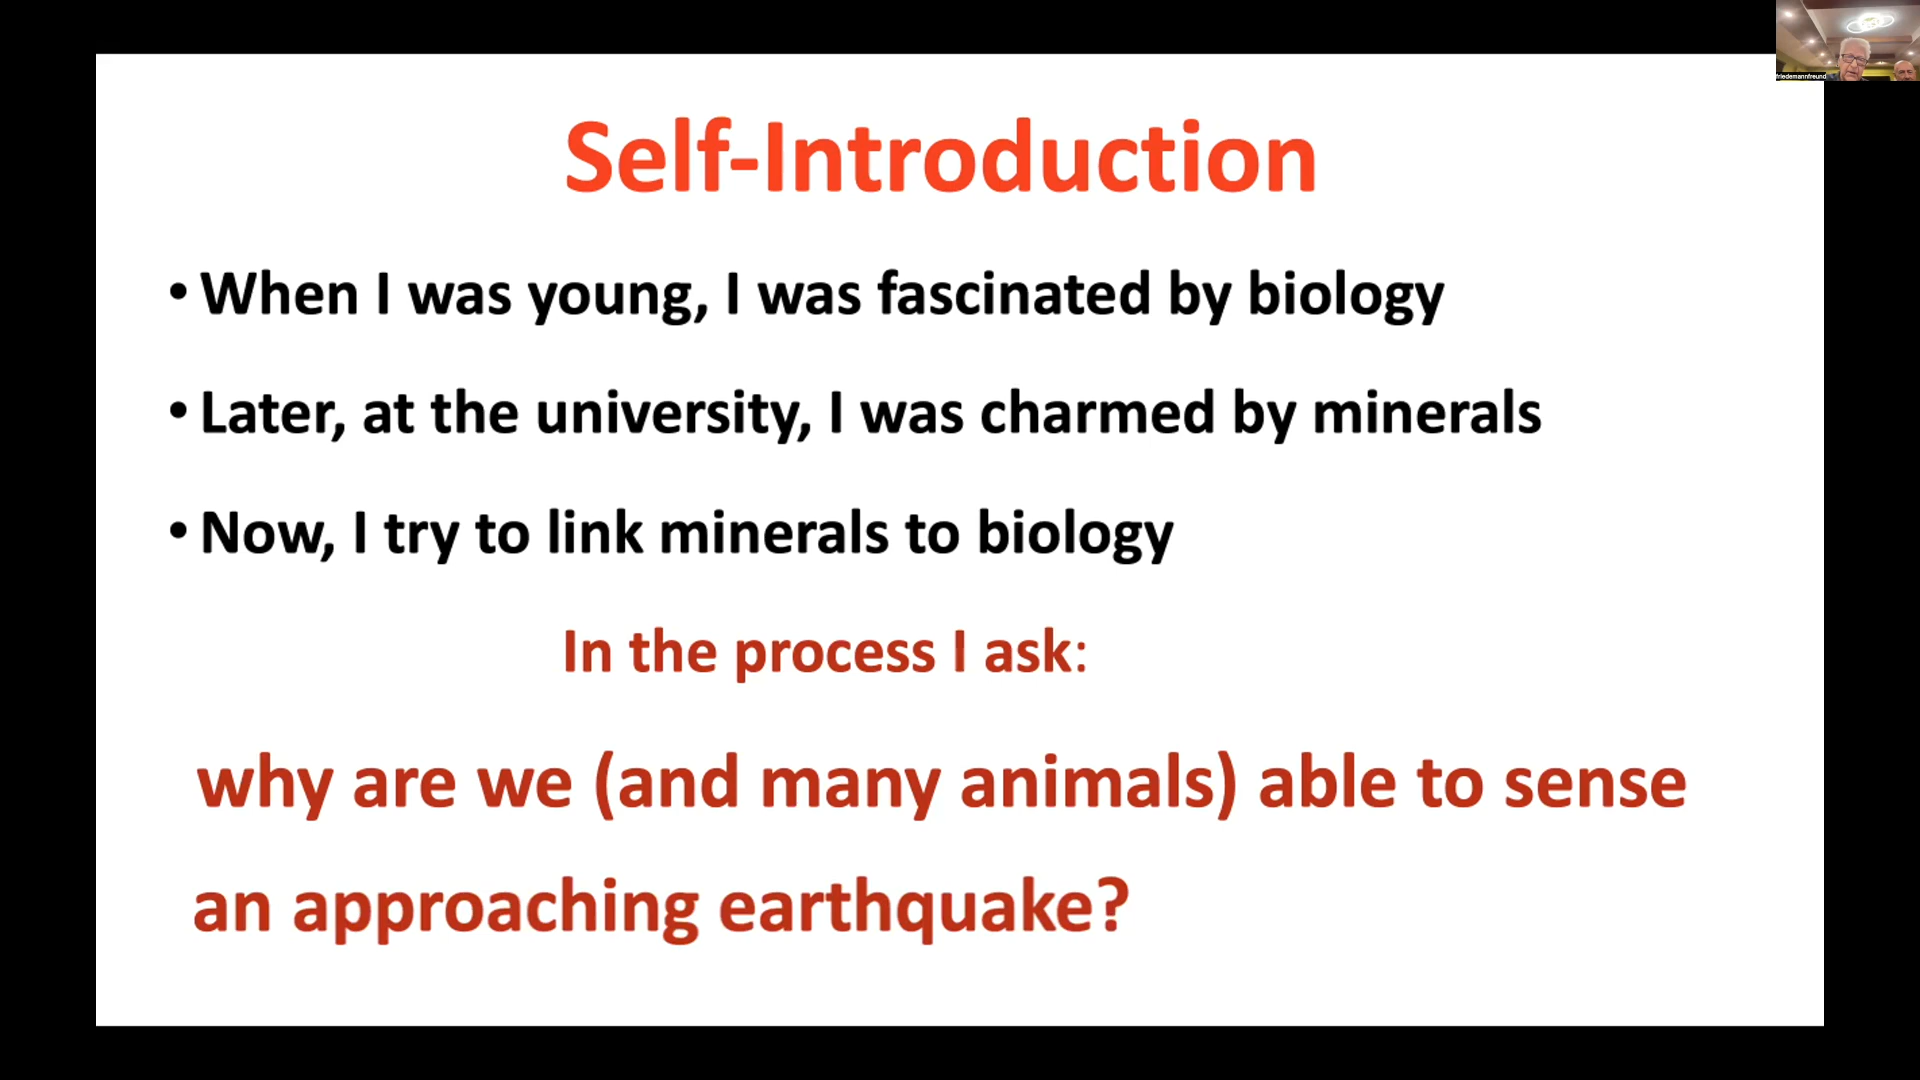 Self-Introduction
• When I was young, I was fascinated by biology
• Later, at the university, I was charmed by minerals
• Now, I try to link minerals to biology
In the process I ask:
why are we (and many animals) able to sense
an approaching earthquake?
friedemannfreund